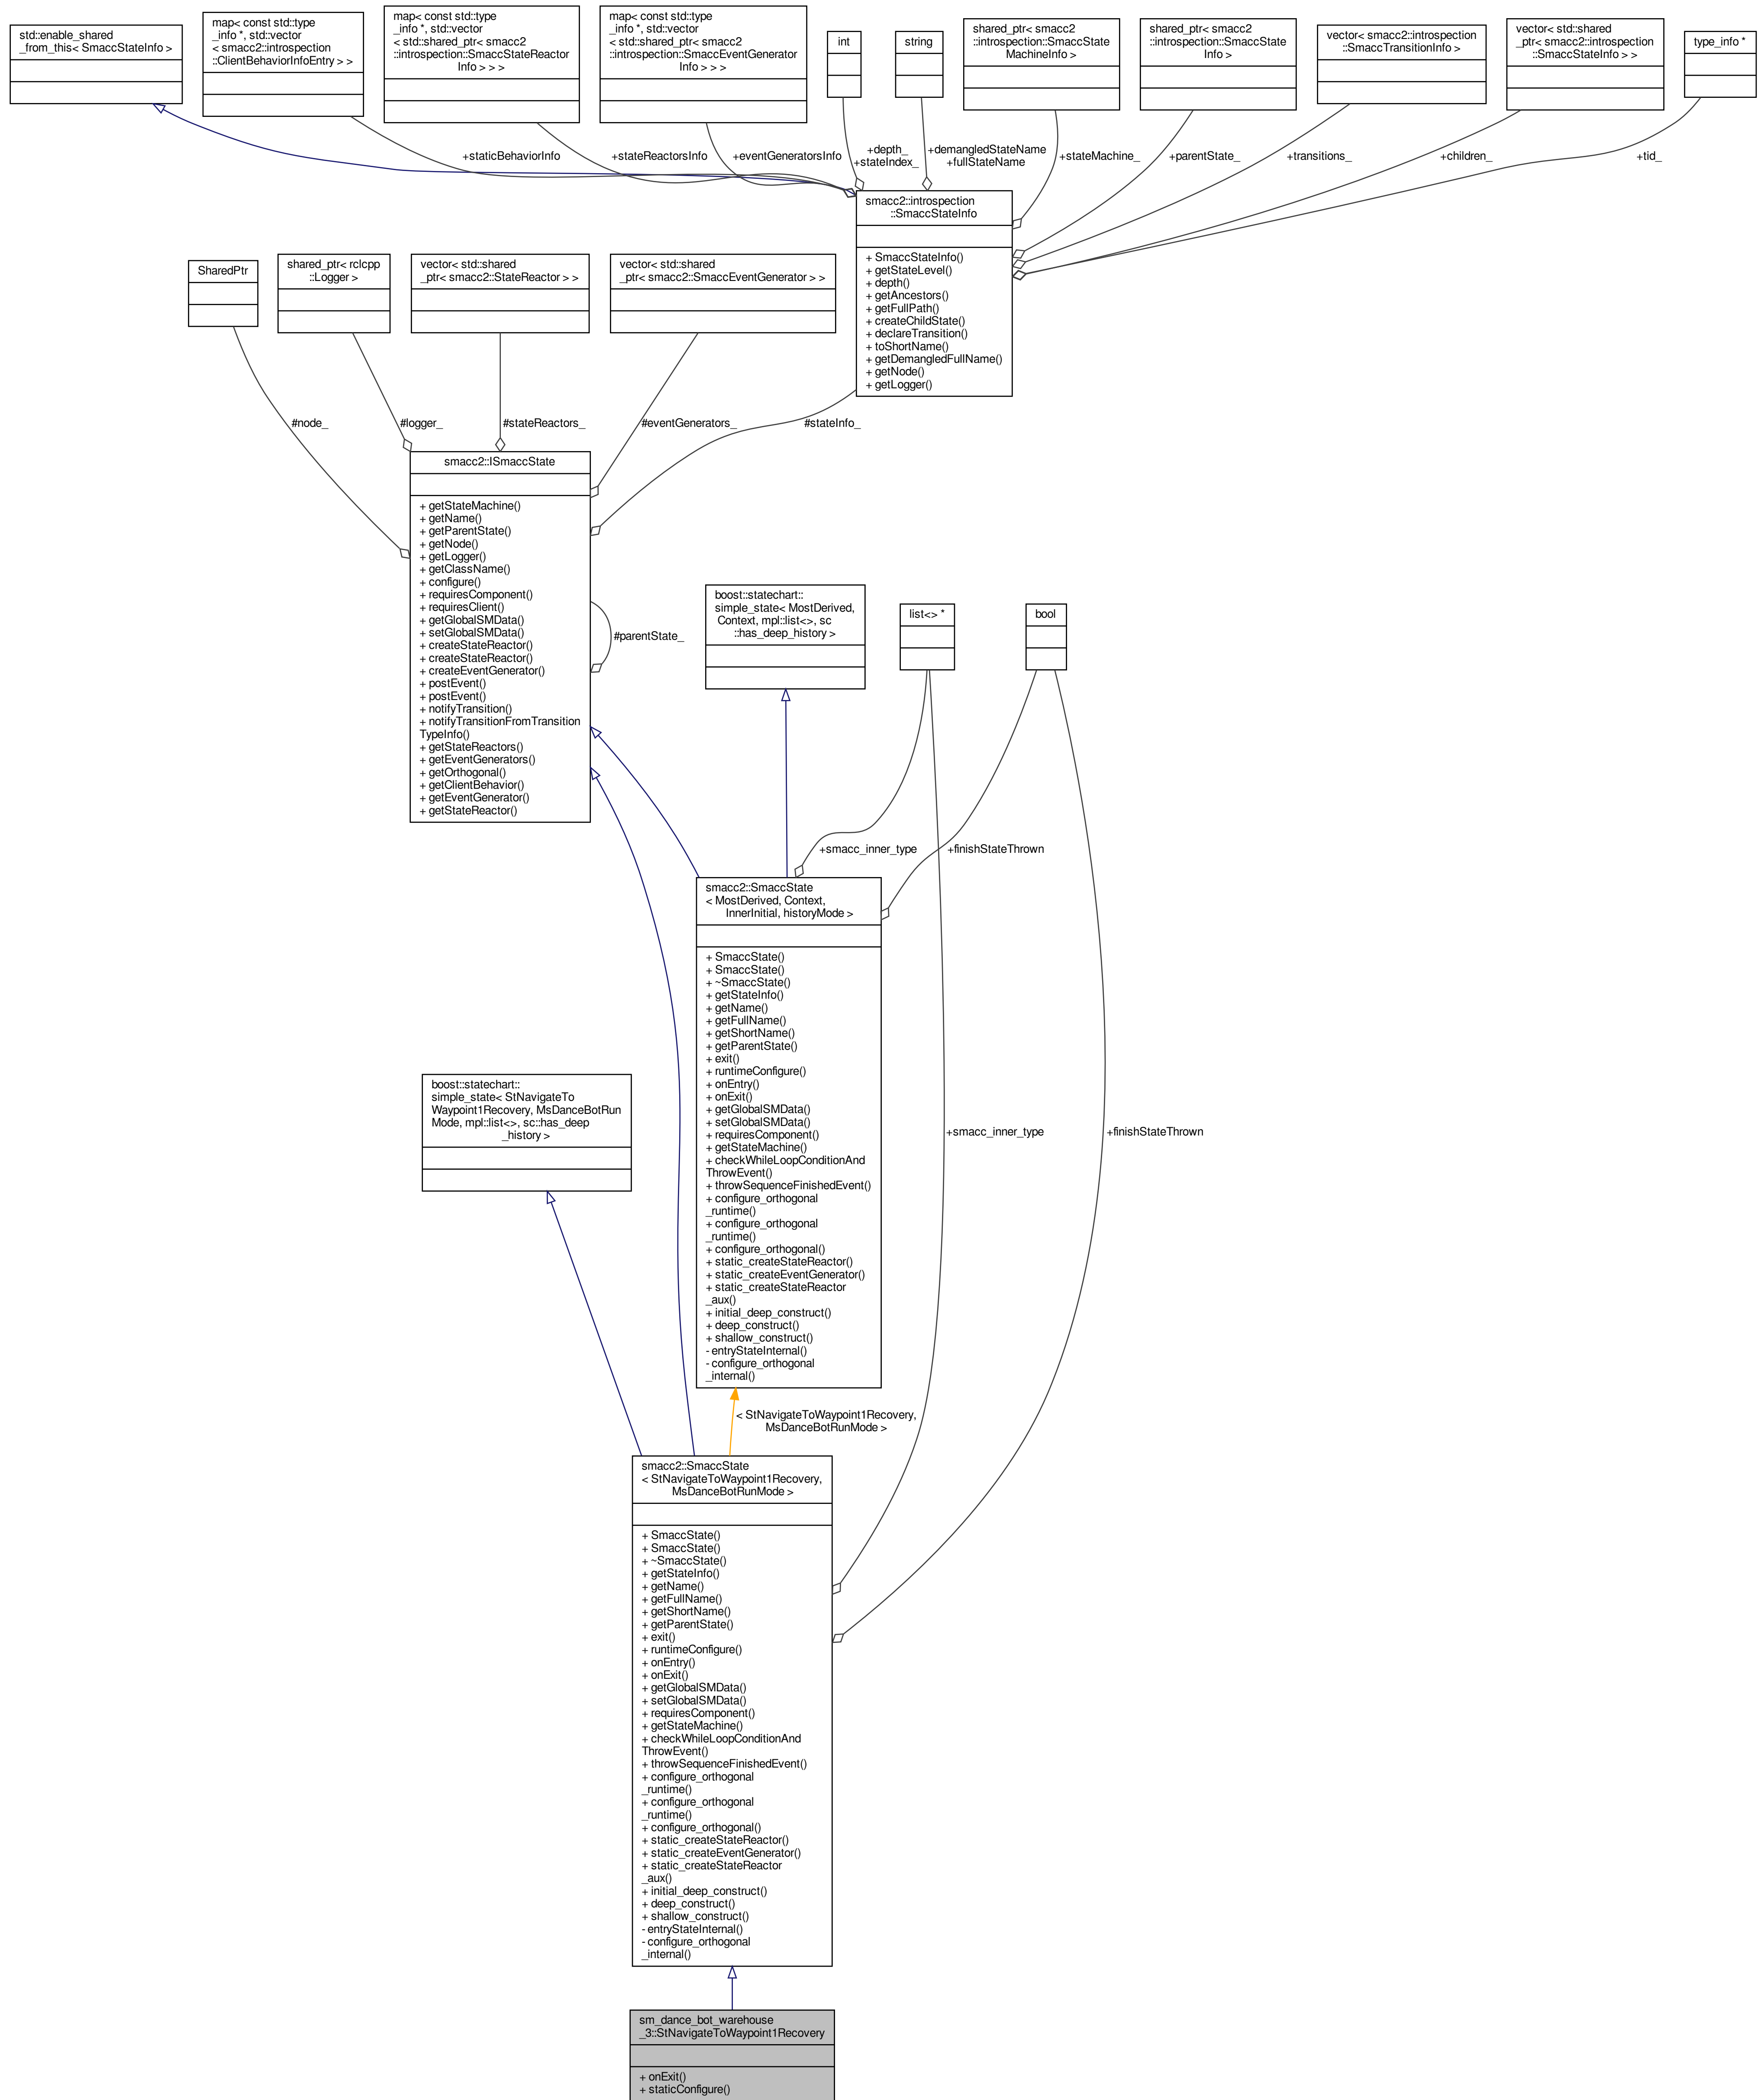 std::enable_shared
_from_this< SmaccStateInfo >
map< const std::type
_info *, std::vector
< smacc2::introspection
::ClientBehaviorInfoEntry > >
map< const std::type
_info *, std::vector
< std::shared_ptr< smacc2
::introspection::SmaccStateReactor
Info > > >
map< const std::type
_info *, std::vector
< std::shared_ptr< smacc2
::introspection::SmaccEventGenerator
Info > > >
int
string
shared_ptr< smacc2
::introspection::SmaccState
MachineInfo >
shared_ptr< smacc2
::introspection::SmaccState
Info >
vector< smacc2::introspection
::SmaccTransitionInfo >
vector< std::shared
_ptr< smacc2::introspection
::SmaccStateInfo > >
type_info *
+staticBehaviorInfo
+stateReactorsInfo
+eventGeneratorsInfo
+depth_
+stateIndex_
+demangledStateName
+fullStateName
+stateMachine_
+parentState_
+transitions_
+children_
+tid_
smacc2::introspection
::SmaccStateInfo
+ SmaccStateInfo()
+ getStateLevel()
+ depth()
+ getAncestors()
+ getFullPath()
+ createChildState()
+ declareTransition()
+ toShortName()
+ getDemangledFullName()
+ getNode()
+ getLogger()
SharedPtr
shared_ptr< rclcpp
::Logger >
vector< std::shared
_ptr< smacc2::StateReactor > >
vector< std::shared
_ptr< smacc2::SmaccEventGenerator > >
#node_
#logger_
#stateReactors_
#eventGenerators_
#stateInfo_
smacc2::ISmaccState
+ getStateMachine()
+ getName()
+ getParentState()
+ getNode()
+ getLogger()
+ getClassName()
+ configure()
+ requiresComponent()
+ requiresClient()
+ getGlobalSMData()
+ setGlobalSMData()
+ createStateReactor()
+ createStateReactor()
+ createEventGenerator()
+ postEvent()
+ postEvent()
+ notifyTransition()
+ notifyTransitionFromTransition
TypeInfo()
+ getStateReactors()
+ getEventGenerators()
+ getOrthogonal()
+ getClientBehavior()
+ getEventGenerator()
+ getStateReactor()
#parentState_
boost::statechart::
simple_state< MostDerived,
Context, mpl::list<>, sc
::has_deep_history >
list<> *
bool
+smacc_inner_type
+finishStateThrown
smacc2::SmaccState
< MostDerived, Context,
InnerInitial, historyMode >
+ SmaccState()
+ SmaccState()
+ ~SmaccState()
+ getStateInfo()
+ getName()
+ getFullName()
+ getShortName()
+ getParentState()
+ exit()
+ runtimeConfigure()
+ onEntry()
+ onExit()
+ getGlobalSMData()
+ setGlobalSMData()
+ requiresComponent()
+ getStateMachine()
+ checkWhileLoopConditionAnd
ThrowEvent()
+ throwSequenceFinishedEvent()
+ configure_orthogonal
_runtime()
+ configure_orthogonal
_runtime()
+ configure_orthogonal()
+ static_createStateReactor()
+ static_createEventGenerator()
+ static_createStateReactor
_aux()
+ initial_deep_construct()
+ deep_construct()
+ shallow_construct()
- entryStateInternal()
- configure_orthogonal
_internal()
boost::statechart::
simple_state< StNavigateTo
Waypoint1Recovery, MsDanceBotRun
Mode, mpl::list<>, sc::has_deep
_history >
+smacc_inner_type
+finishStateThrown
< StNavigateToWaypoint1Recovery,
MsDanceBotRunMode >
smacc2::SmaccState
< StNavigateToWaypoint1Recovery,
MsDanceBotRunMode >
+ SmaccState()
+ SmaccState()
+ ~SmaccState()
+ getStateInfo()
+ getName()
+ getFullName()
+ getShortName()
+ getParentState()
+ exit()
+ runtimeConfigure()
+ onEntry()
+ onExit()
+ getGlobalSMData()
+ setGlobalSMData()
+ requiresComponent()
+ getStateMachine()
+ checkWhileLoopConditionAnd
ThrowEvent()
+ throwSequenceFinishedEvent()
+ configure_orthogonal
_runtime()
+ configure_orthogonal
_runtime()
+ configure_orthogonal()
+ static_createStateReactor()
+ static_createEventGenerator()
+ static_createStateReactor
_aux()
+ initial_deep_construct()
+ deep_construct()
+ shallow_construct()
- entryStateInternal()
- configure_orthogonal
_internal()
sm_dance_bot_warehouse
_3::StNavigateToWaypoint1Recovery
+ onExit()
+ staticConfigure()